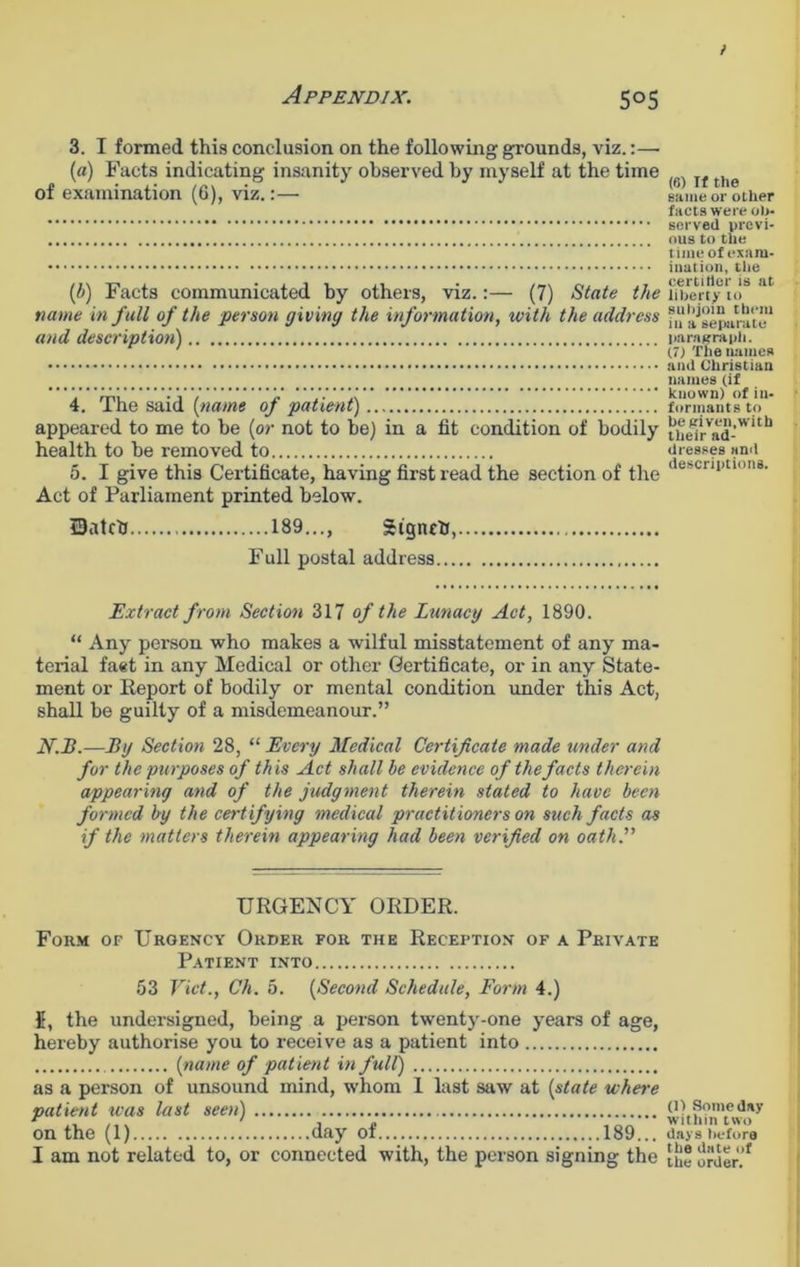 APPENDIX. 505
3. I formed this conclusion on the following grounds, viz.:—
(a) Facts indicating insanity observed by myself at the time
of examination (6), viz.:—
(6) If the
same or other
facts were ob-
served previ-
ous to the
time of exam-
ination, the
certifier is at
liberty to
subjoin them
in a separate
paragraph.
(b) Facts communicated by others, viz.:— (7) State the
name in full of the person giving the information, with the address
and description)
(7) The names
and Christian
names (if
known) of in-
formants to
be given, with
their ad-
dresses and
descriptions.
4. The said (name of patient)
appeared to me to be (or not to be) in a fit condition of bodily
health to be removed to
5. I give this Certificate, having first read the section of the
Act of Parliament printed below.
Dated 189..., Signed,
Full postal address
Extract from Section 317 of the Lunacy Act, 1890.
“ Any person who makes a wilful misstatement of any ma-
terial fact in any Medical or other Certificate, or in any State-
ment or Report of bodily or mental condition under this Act,
shall be guilty of a misdemeanour.”
N.B.—By Section 28, “ Every Medical Certificate made under and
for the purposes of this Act shall be evidence of the facts therein
appearing and of the judgment therein stated to have been
formed by the certifying medical practitioners on such facts as
if the matters therein appearing had been verified on oath.”
URGENCY ORDER.
FORM OF URGENCY ORDER FOR THE RECEPTION OF A PRIVATE
PATIENT INTO
53 Vict., Ch. 5. (Second Schedule, Form 4.)
I, the undersigned, being a person twenty-one years of age,
hereby authorise you to receive as a patient into
(name of patient in full)
as a person of unsound mind, whom I last saw at (state where
patient was last seen)
on the (1) day of 189...
I am not related to, or connected with, the person signing the
(1) Some day
within two
days before
the date of
the order.